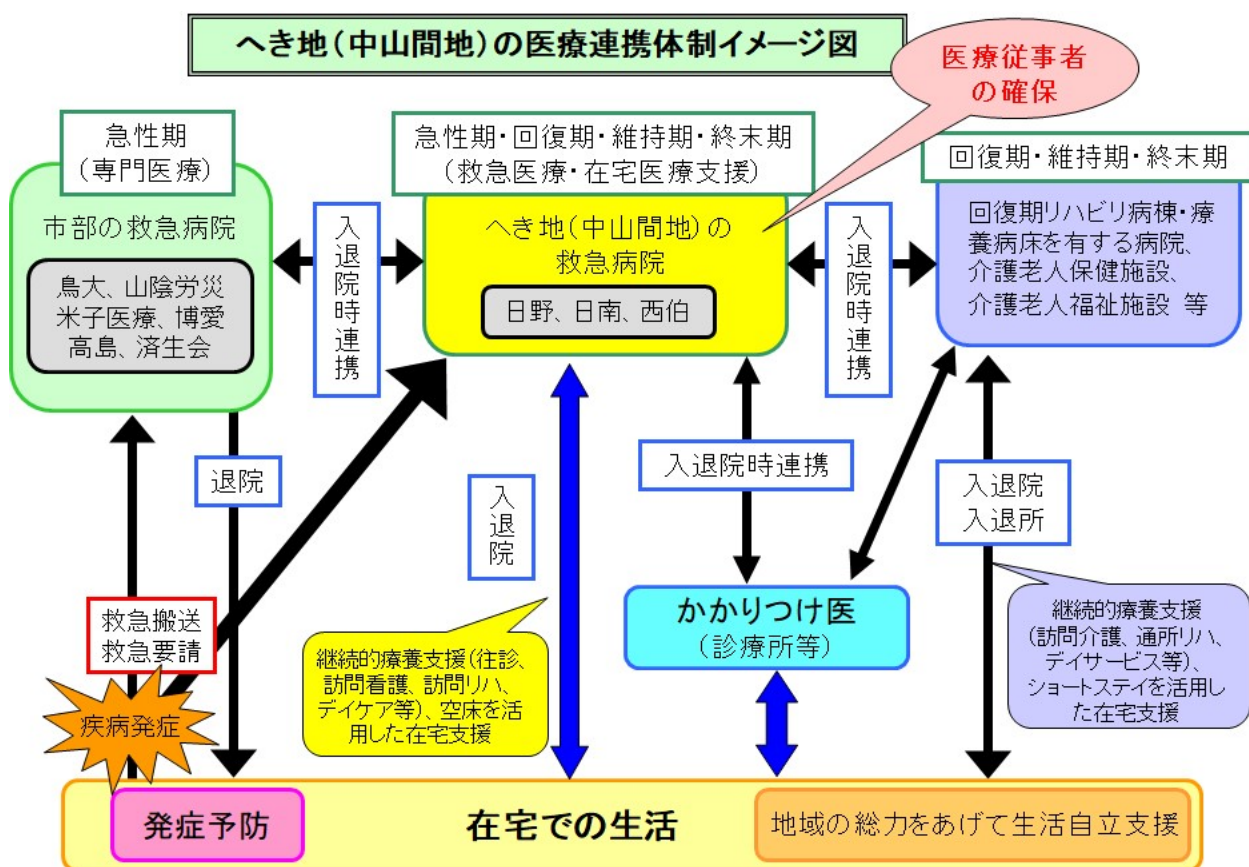 へき地(中山間地)の医療連携体制イメージ図
医療従事者
の確保
急性期
(専門医療)
市部の救急病院
鳥大、山陰労災
米子医療、博愛
高島、済生会
入退院時連携
急性期・回復期・維持期・終末期
(救急医療・在宅医療支援)
へき地(中山間地)の
救急病院
日野、日南、西伯
入退院時連携
回復期・維持期・終末期
回復期リハビリ病棟・療
養病床を有する病院、
介護老人保健施設、
介護老人福祉施設 等
退院
入退院
入退院時連携
入退院
入退所
救急搬送
救急要請
疾病発症
継続的療養支援(往診、
訪問看護、訪問リハ、
デイケア等)、空床を活
用した在宅支援
かかりつけ医
(診療所等)
継続的療養支援
(訪問介護、通所リハ、
デイサービス等)、
ショートステイを活用し
た在宅支援
発症予防
在宅での生活
地域の総力をあげて生活自立支援